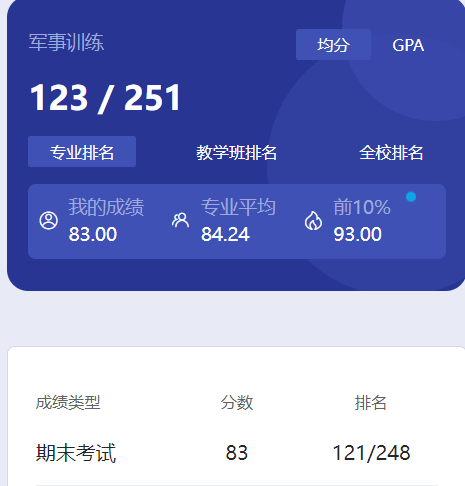 军事训练 均分 GPA
123 / 251
专业排名 教学班排名 全校排名
我的成绩 专业平均 前10%
83.00 84.24 93.00
成绩类型 分数 排名
期末考试 83 121/248